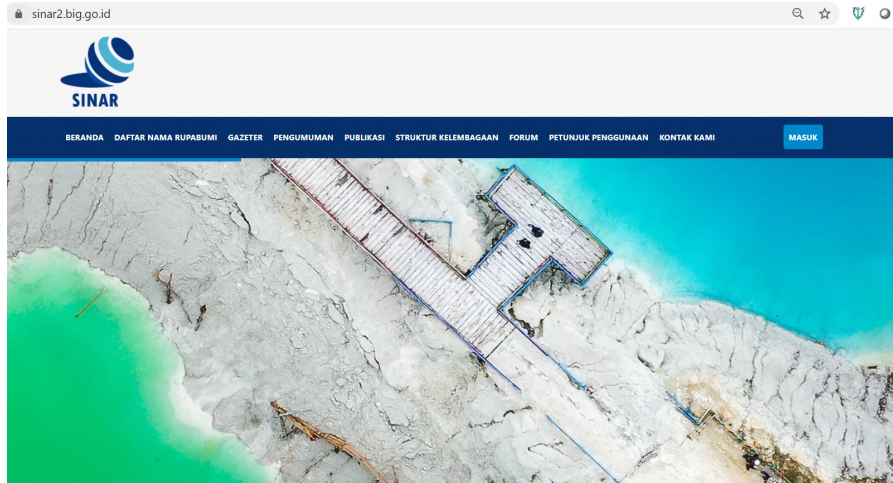 sinar2.big.go.id
SINAR
BERANDA DAFTAR NAMA RUPABUMI GAZETER PENGUMUMAN PUBLIKASI STRUKTUR KELEMBAGAAN FORUM PETUNJUK PENGGUNAAN KONTAK KAMI MASUK